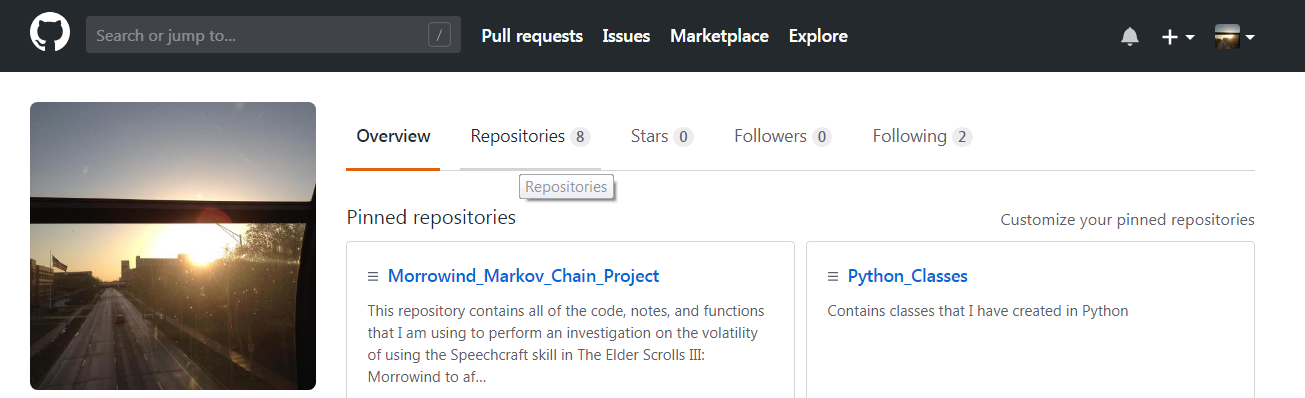 Search or jump to... / Pull requests Issues Marketplace Explore
Overview Repositories 8 Stars 0 Followers 0 Following 2
Repositories
Pinned repositories Customize your pinned repositories
Morrowind_Markov_Chain_Project
This repository contains all of the code, notes, and functions
that I am using to perform an investigation on the volatility
of using the Speechcraft skill in The Elder Scrolls III:
Morrowind to af...
Python_Classes
Contains classes that I have created in Python